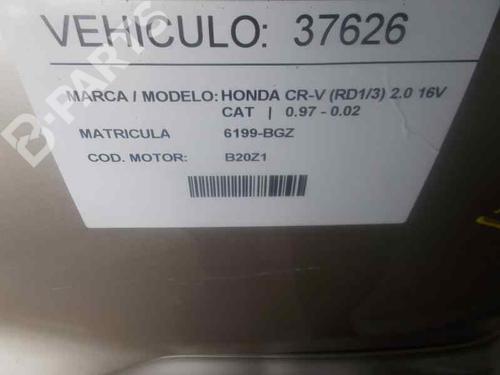 VEHICULO: 37626
MARCA / MODELO: HONDA CR-V (RD1/3) 2.0 16V
CAT | 0.97 - 0.02
MATRICULA 6199-BGZ
COD. MOTOR: B20Z1
B-PARTS